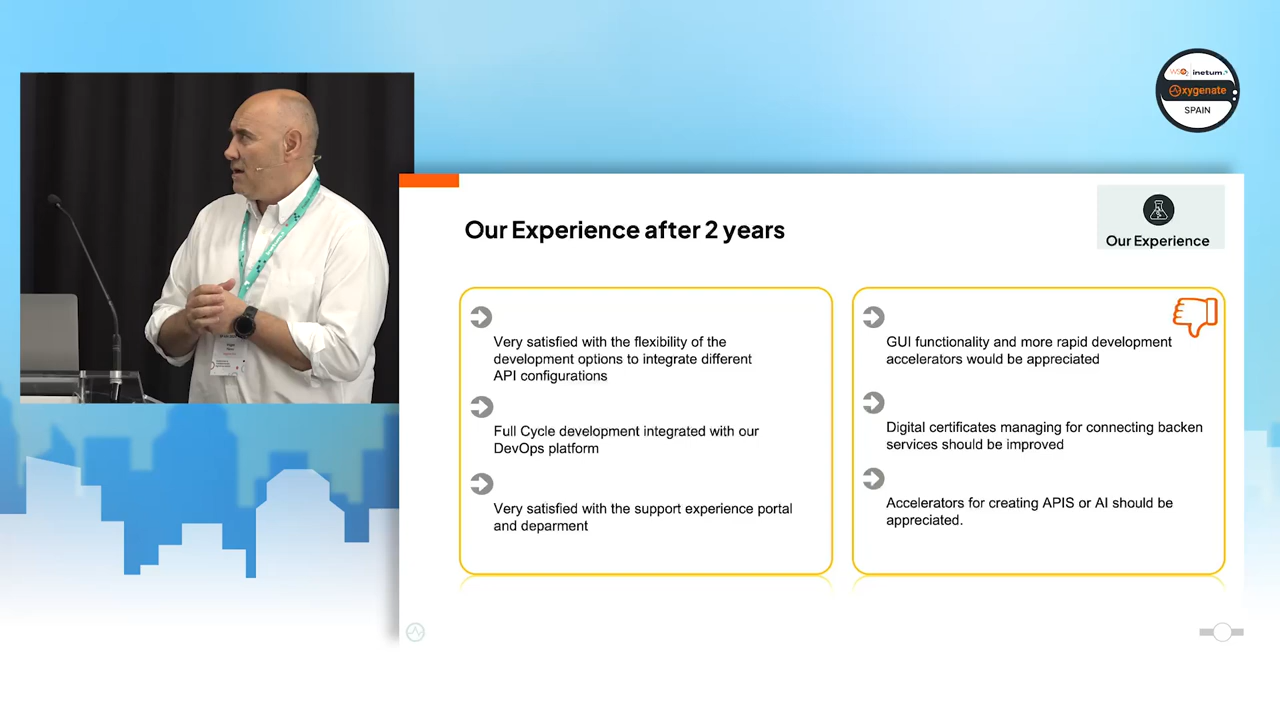 WSO2 inetum.
Oxygenate
SPAIN
Our Experience after 2 years
Our Experience
Very satisfied with the flexibility of the
development options to integrate different
API configurations
Full Cycle development integrated with our
DevOps platform
Very satisfied with the support experience portal
and deparment
GUI functionality and more rapid development
accelerators would be appreciated
Digital certificates managing for connecting backen
services should be improved
Accelerators for creating APIS or AI should be
appreciated.